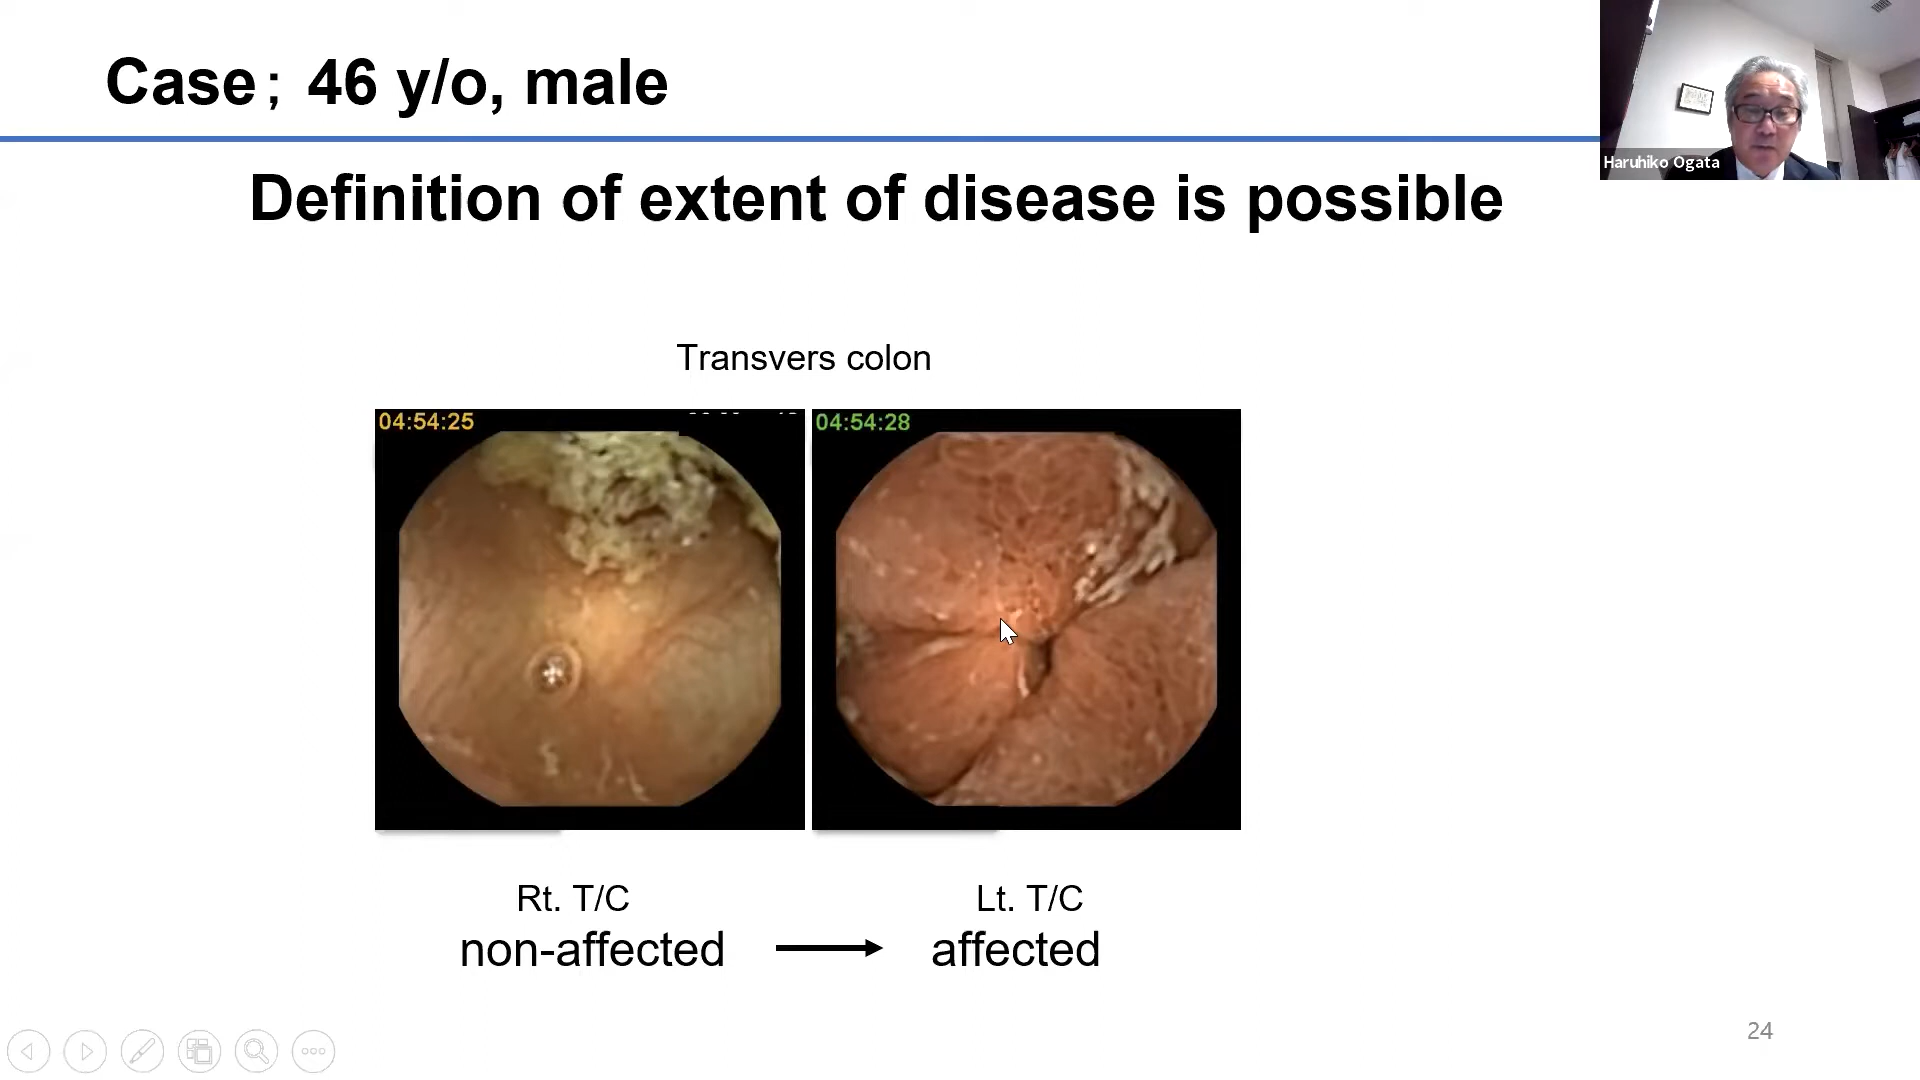 Case; 46 y/o, male
Haruhiko Ogata
Definition of extent of disease is possible
Transvers colon
04:54:25
04:54:28
Rt. T/C
Lt. T/C
non-affected
affected
24